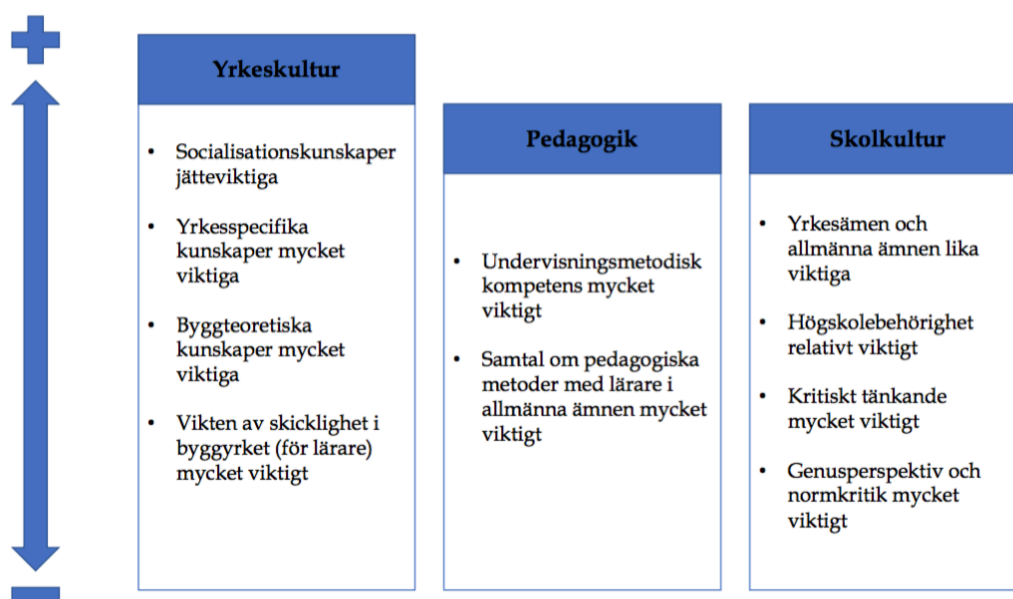 Yrkeskultur
• Socialisationskunskaper
jätteviktiga
• Yrkesspecifika
kunskaper mycket
viktiga
• Byggteoretiska
kunskaper mycket
viktiga
• Vikten av skicklighet i
byggyrket (för lärare)
mycket viktigt
Pedagogik
• Undervisningsmetodisk
kompetens mycket
viktigt
• Samtal om pedagogiska
metoder med lärare i
allmänna ämnen mycket
viktigt
Skolkultur
• Yrkesämen och
allmänna ämnen lika
viktiga
• Högskolebehörighet
relativt viktigt
• Kritiskt tänkande
mycket viktigt
• Genusperspektiv och
normkritik mycket
viktigt